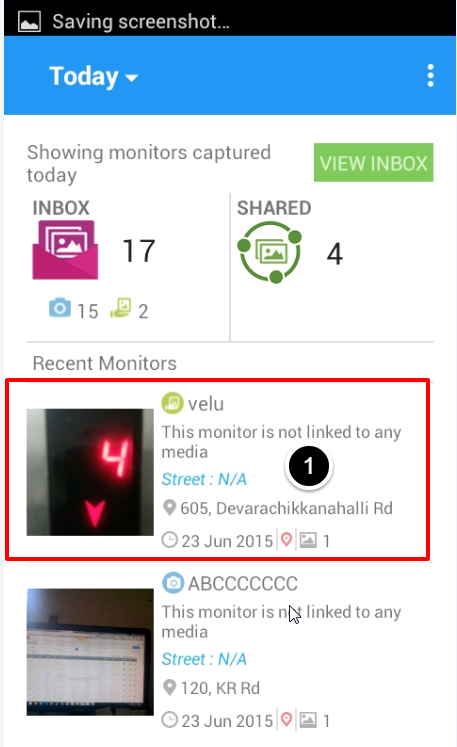 Saving screenshot...
Today
Showing monitors captured
today
VIEW INBOX
INBOX
17
15 2
SHARED
4
Recent Monitors
4
velu
This monitor is not linked to any
media
Street : N/A
1
605, Devarachikkanahalli Rd
23 Jun 2015 1
ABCCCCCCC
This monitor is not linked to any
media
Street : N/A
120, KR Rd
23 Jun 2015 1